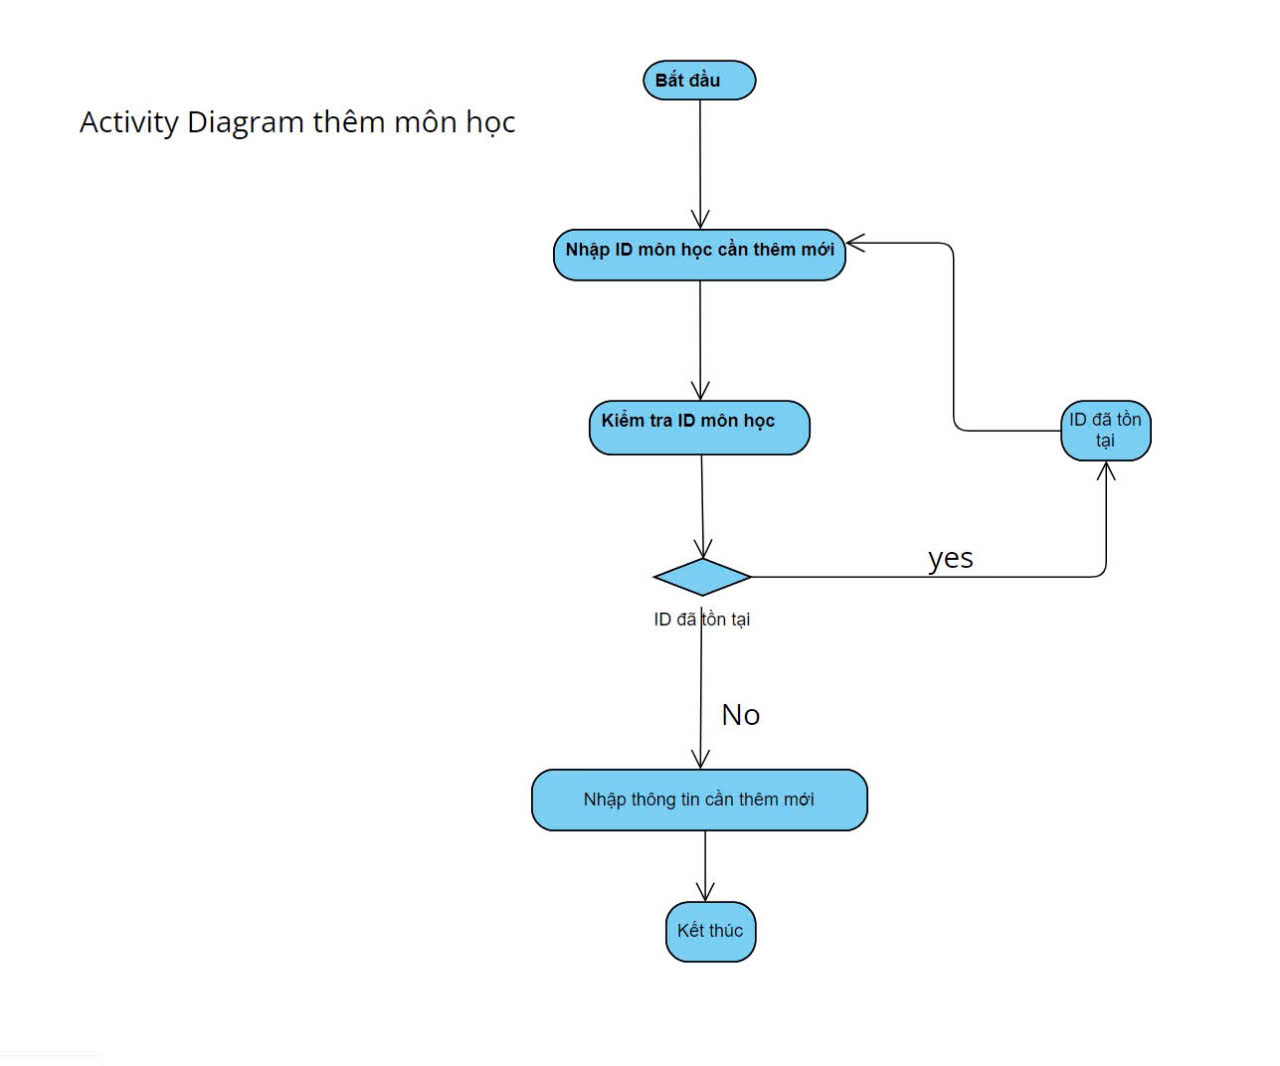 Bắt đầu
Activity Diagram thêm môn học
Nhập ID môn học cần thêm mới
Kiểm tra ID môn học
ID đã tồn
tại
yes
ID đã tồn tại
No
Nhập thông tin cần thêm mới
Kết thúc